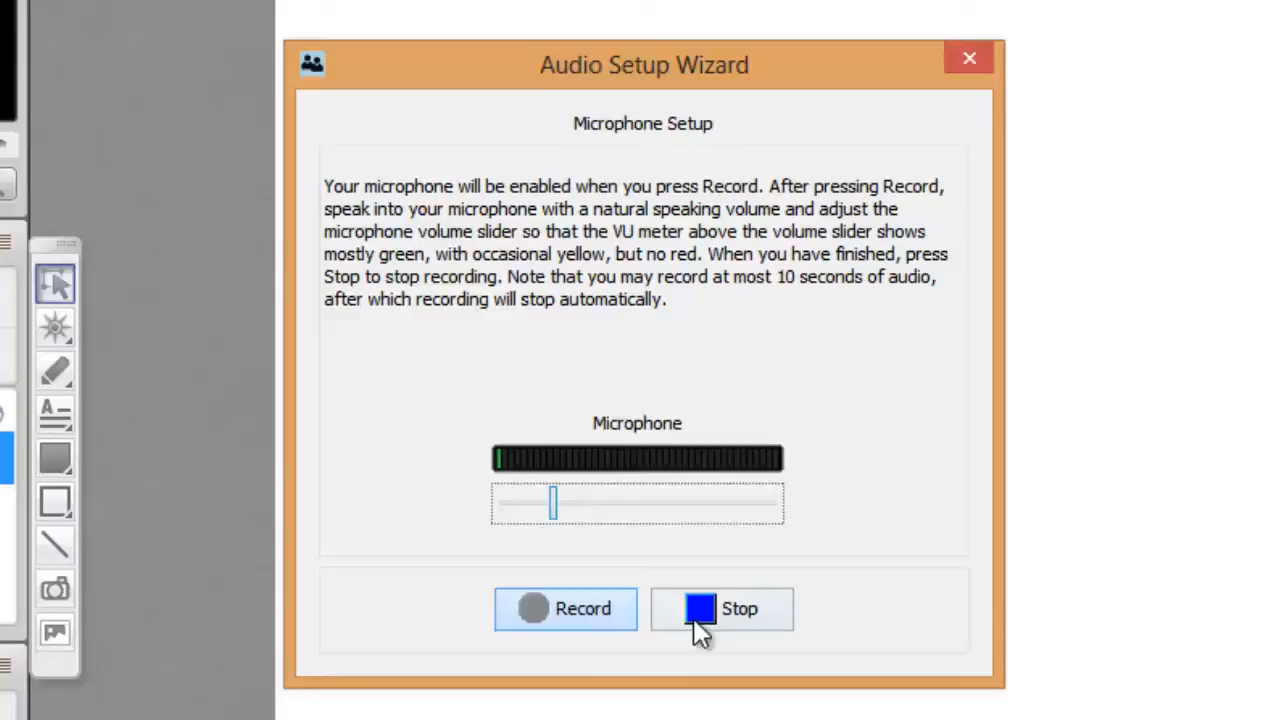 Audio Setup Wizard
Microphone Setup
Your microphone will be enabled when you press Record. After pressing Record,
speak into your microphone with a natural speaking volume and adjust the
microphone volume slider so that the VU meter above the volume slider shows
mostly green, with occasional yellow, but no red. When you have finished, press
Stop to stop recording. Note that you may record at most 10 seconds of audio,
after which recording will stop automatically.
Microphone
Record
Stop